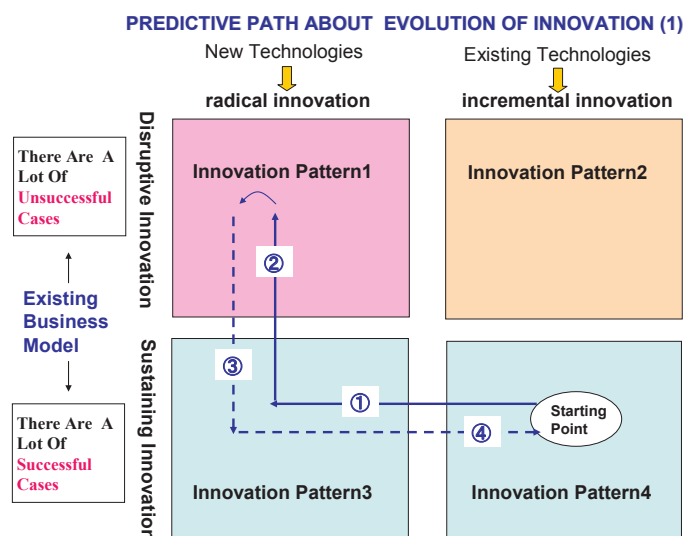 PREDICTIVE PATH ABOUT EVOLUTION OF INNOVATION (1)
New Technologies
Existing Technologies
radical innovation
incremental innovation
Disruptive Innovation
There Are A
Lot Of
Unsuccessful
Cases
Innovation Pattern1
Innovation Pattern2
②
Existing
Business
Model
Sustaining Innovation
③
①
Starting
Point
④
There Are A
Lot Of
Successful
Cases
Innovation Pattern3
Innovation Pattern4